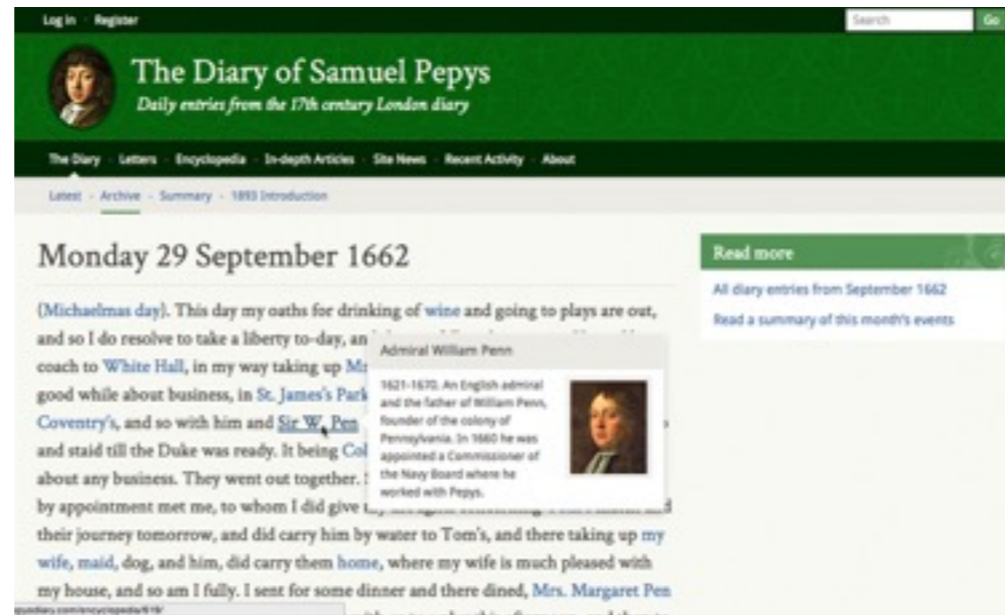 Log in · Register
Search
Go
The Diary of Samuel Pepys
Daily entries from the 17th century London diary
The Diary · Letters · Encyclopedia · In-depth Articles · Site News · Recent Activity · About
Latest - Archive - Summary - 1893 Introduction
Monday 29 September 1662
(Michaelmas day). This day my oaths for drinking of wine and going to plays are out,
and so I do resolve to take a liberty to-day, an
coach to White Hall, in my way taking up
good while about business, in St. James's Park
Coventry's, and so with him and Sir W. Pen
and staid till the Duke was ready. It being Col
about any business. They went out together.
by appointment met me, to whom I did give
their journey tomorrow, and did carry him by water to Tom's, and there taking up my
wife, maid, dog, and him, did carry them home, where my wife is much pleased with
my house, and so am I fully. I sent for some dinner and there dined, Mrs. Margaret Pen
Admiral William Penn
1621-1670. An English admiral
and the father of William Penn,
founder of the colony of
Pennsylvania. In 1660 he was
appointed a Commissioner of
the Navy Board where he
worked with Pepys.
Read more
All diary entries from September 1662
Read a summary of this month's events